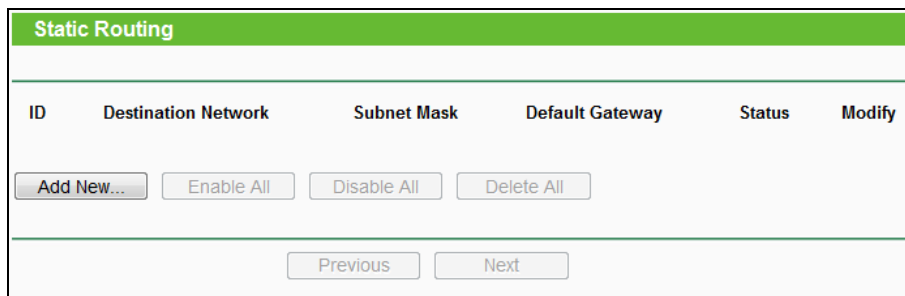 Static Routing
ID Destination Network Subnet Mask Default Gateway Status Modify
Add New... Enable All Disable All Delete All
Previous Next